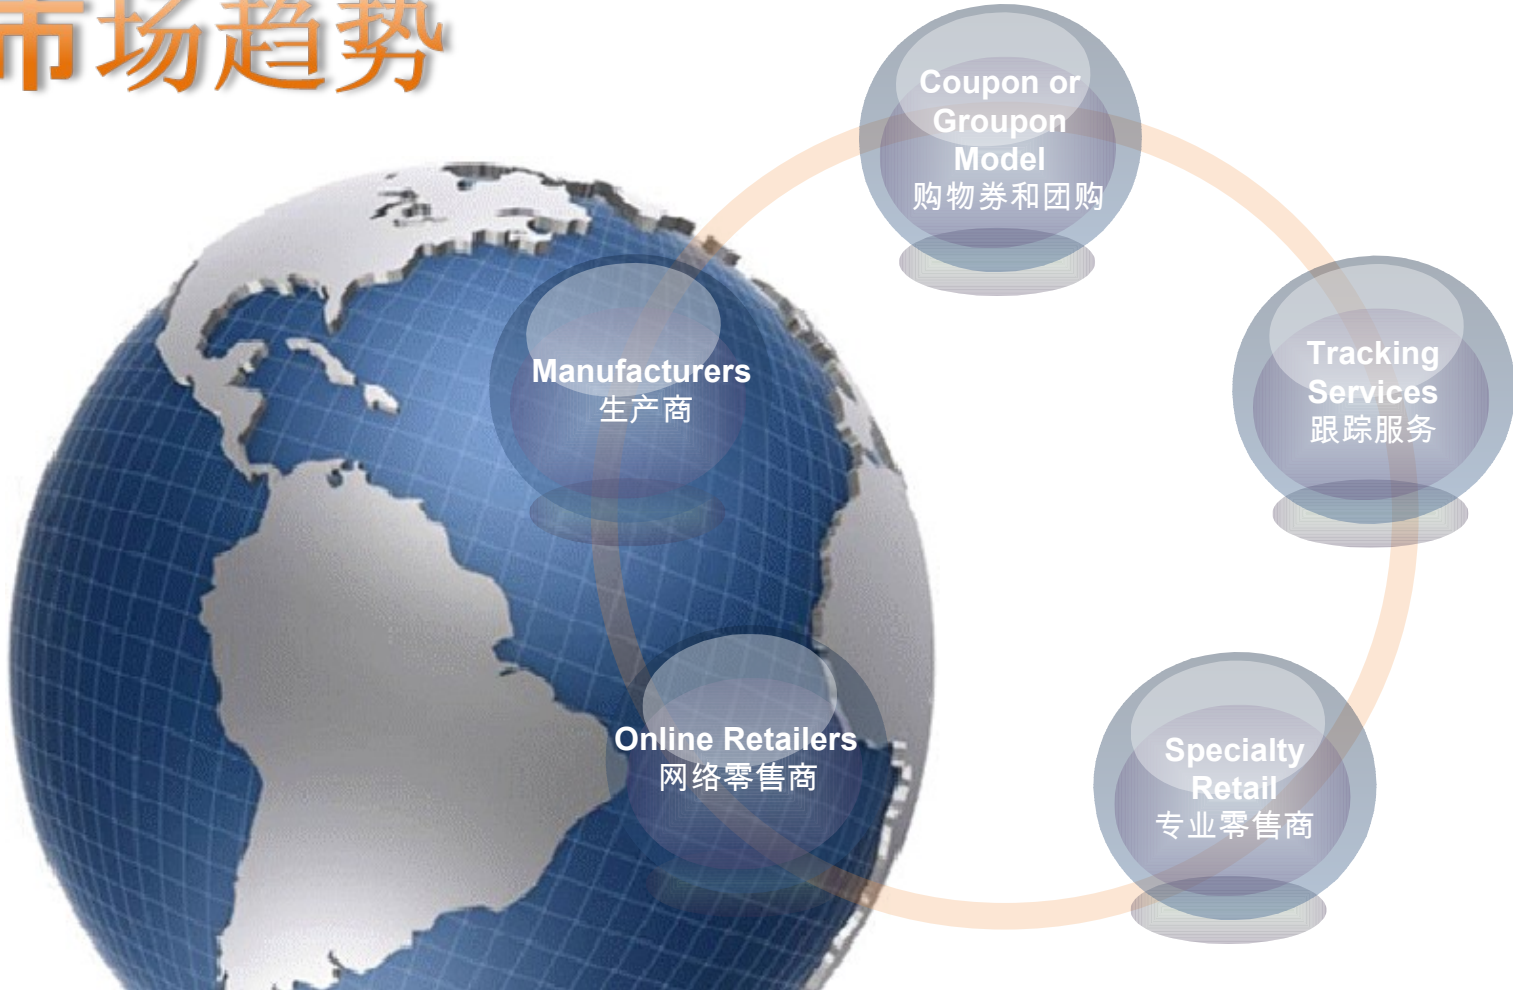 市场趋势
Coupon or
Groupon
Model
购物券和团购
Tracking
Services
跟踪服务
Specialty
Retail
专业零售商
Online Retailers
网络零售商
Manufacturers
生产商